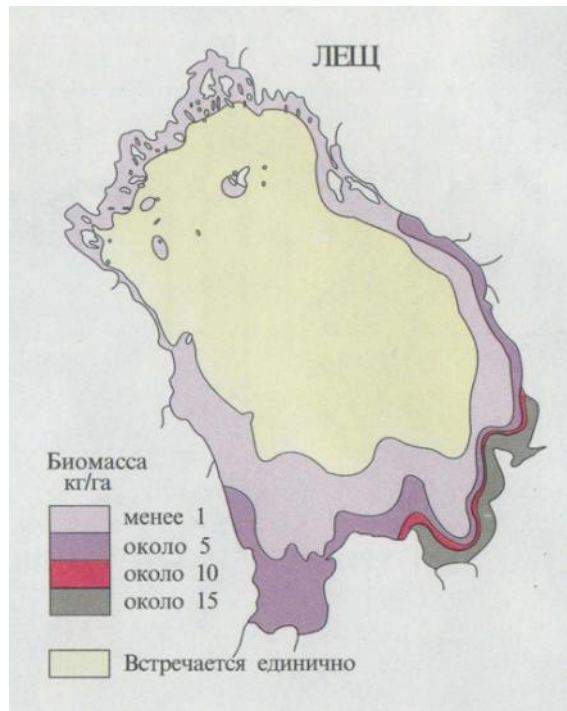 ЛЕЩ
Биомасса
кг/га
менее 1
около 5
около 10
около 15
Встречается единично